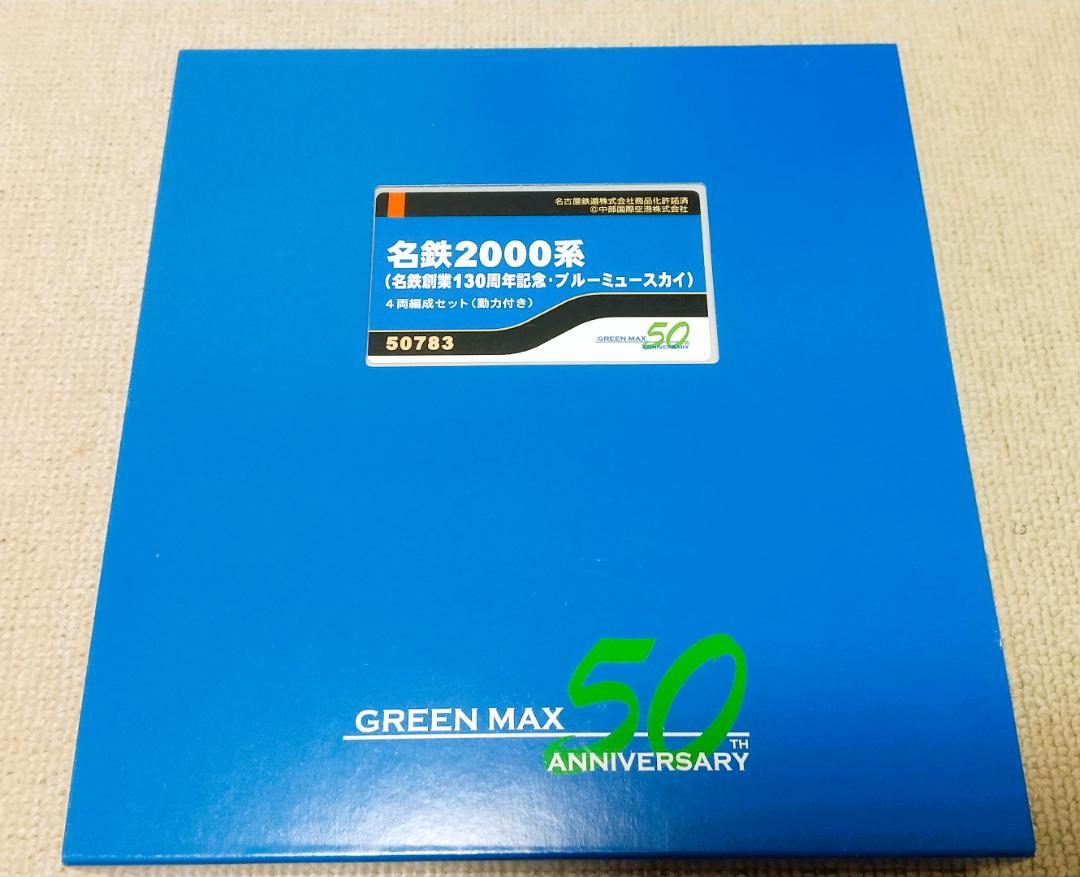 名古屋鉄道株式会社商品化許諾済
©中部国際空港株式会社
名鉄2000系
(名鉄創業130周年記念・ブルーミュースカイ)
4両編成セット(動力付き)
50783
GREEN MAX 50TH
ANNIVERSARY
GREEN MAX 50TH
ANNIVERSARY